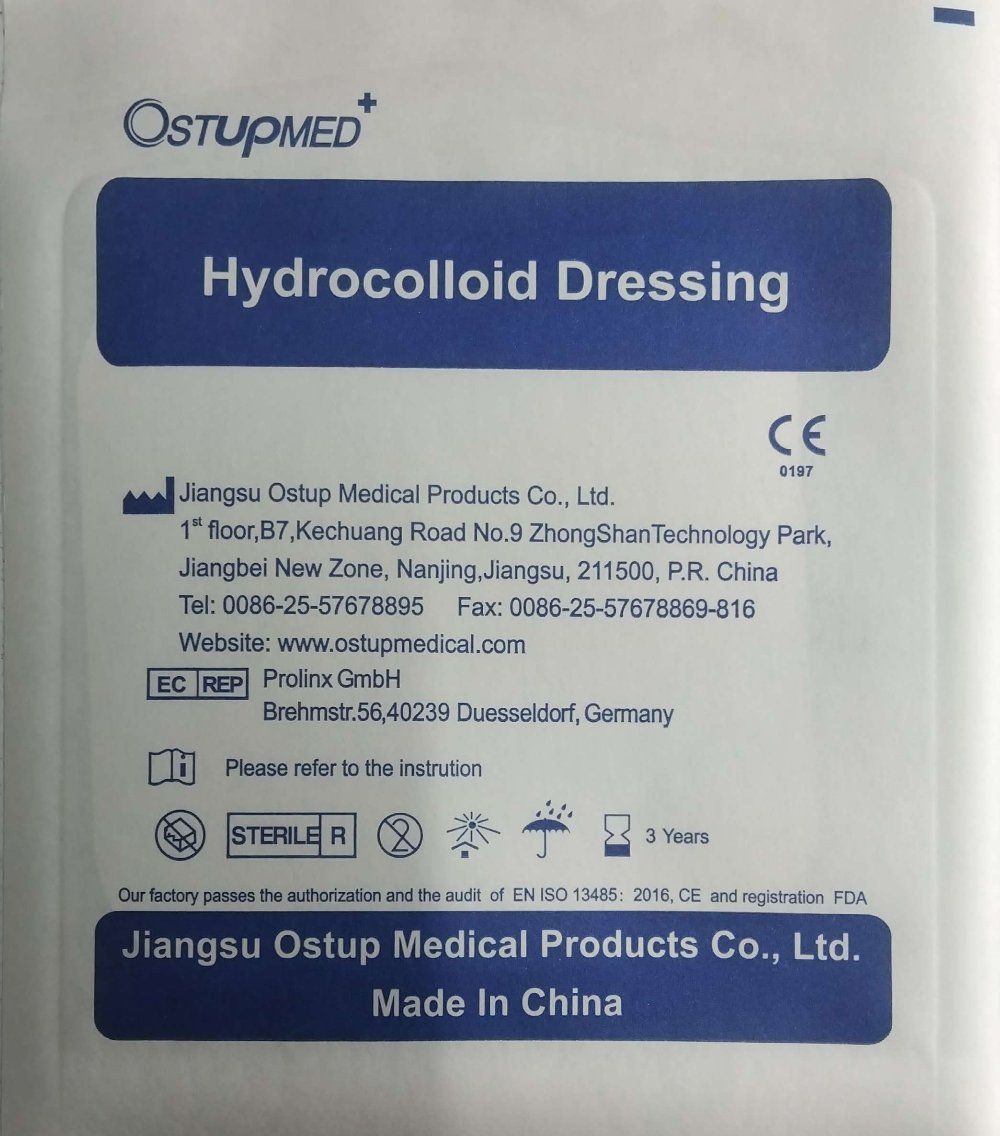 OSTUPMED+
Hydrocolloid Dressing
CE
0197
Jiangsu Ostup Medical Products Co., Ltd.
1st floor,B7,Kechuang Road No.9 ZhongShanTechnology Park,
Jiangbei New Zone, Nanjing,Jiangsu, 211500, P.R. China
Tel: 0086-25-57678895 Fax: 0086-25-57678869-816
Website: www.ostupmedical.com
EC REP Prolinx GmbH
Brehmstr.56,40239 Duesseldorf, Germany
i Please refer to the instrution
STERILE R 2 3 Years
Our factory passes the authorization and the audit of EN ISO 13485: 2016, CE and registration FDA
Jiangsu Ostup Medical Products Co., Ltd.
Made In China